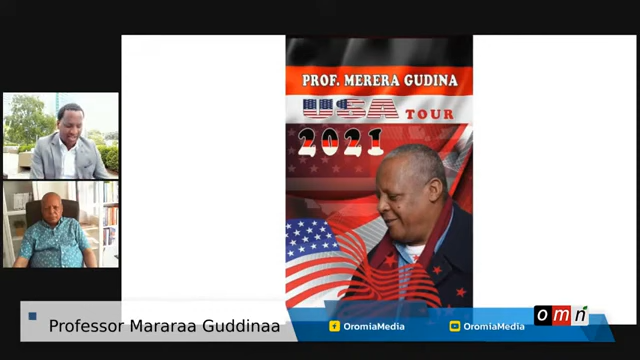 PROF. MERERA GUDINA
USA TOUR
2021
omn
Professor Mararaa Guddinaa
OromiaMedia
OromiaMedia